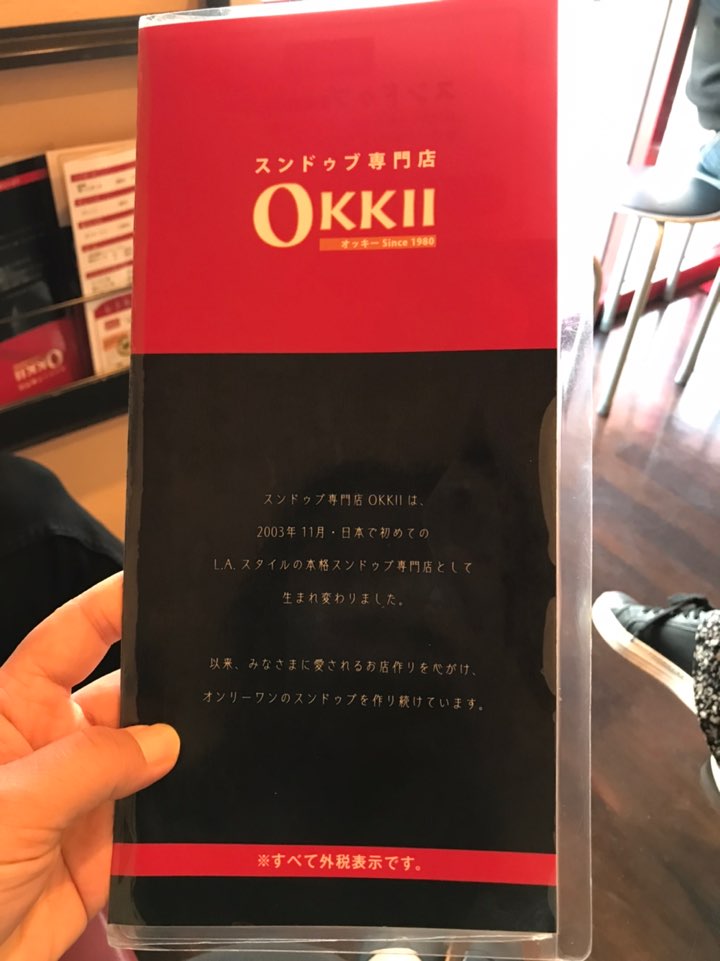 スンドゥブ専門店
OKKII
オッキー Since 1980
スンドゥブ専門店 OKKII は、
2003年 11月・日本で初めての
L.A. スタイルの本格スンドゥブ専門店として
生まれ変わりました。
以来、みなさまに愛されるお店作りを心がけ、
オンリーワンのスンドゥブを作り続けています。
※すべて外税表示です。
OKKII